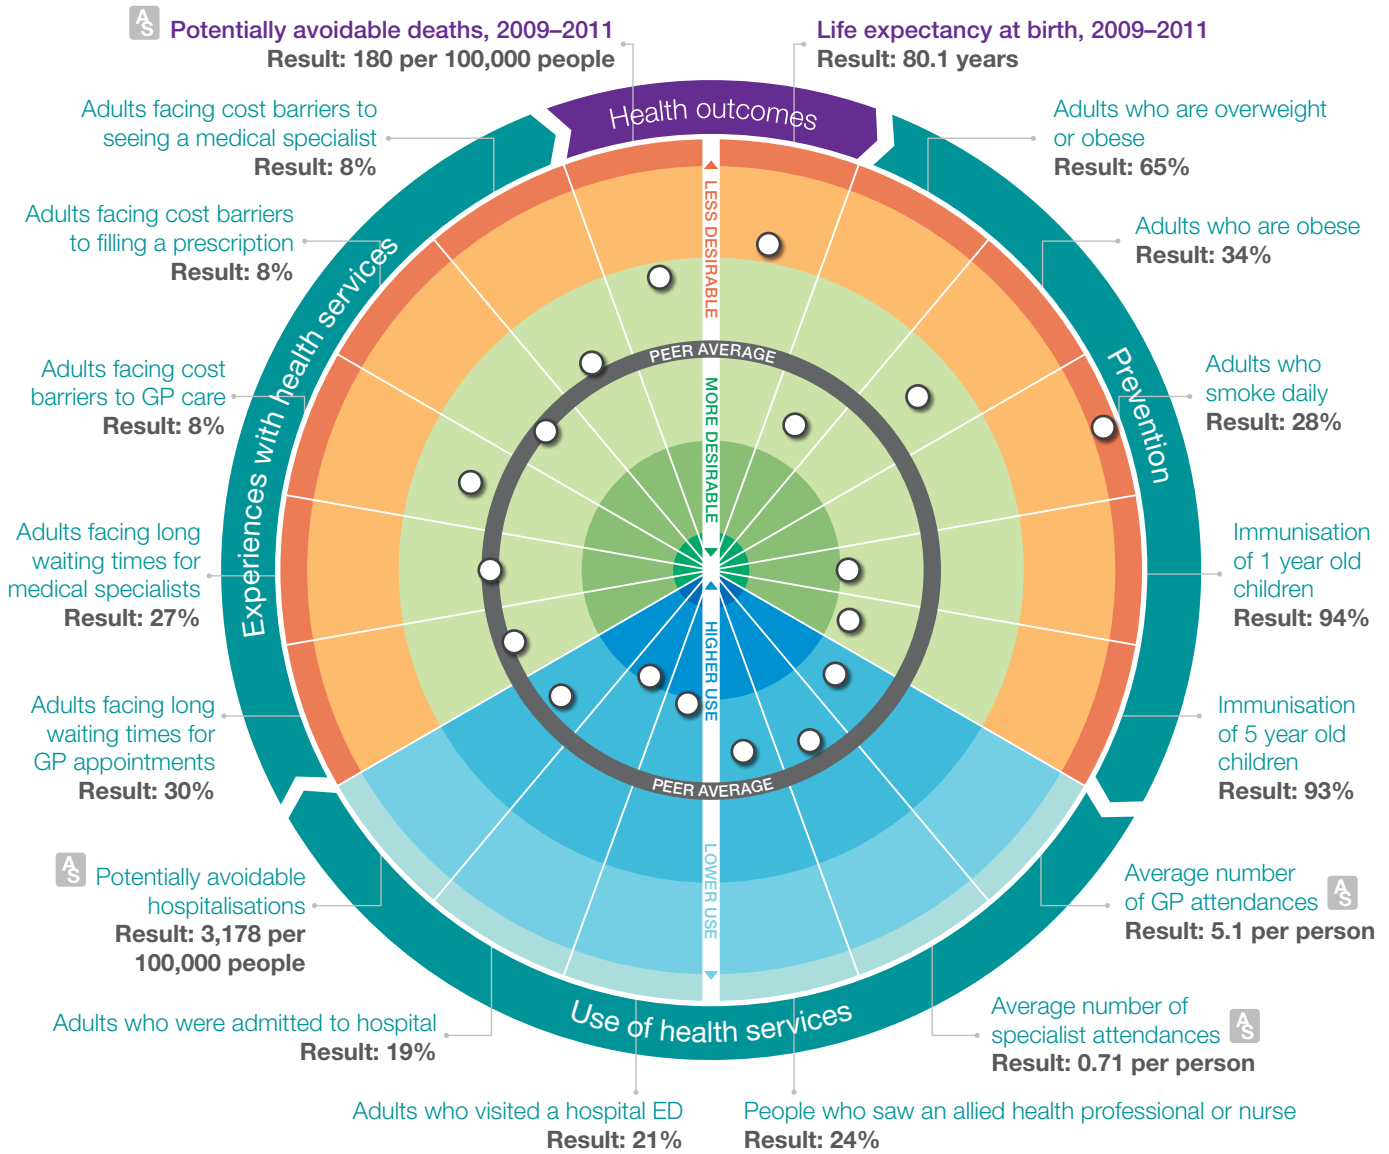 AS Potentially avoidable deaths, 2009–2011
Result: 180 per 100,000 people
Life expectancy at birth, 2009–2011
Result: 80.1 years
Health outcomes
Adults facing cost barriers to
seeing a medical specialist
Result: 8%
Adults who are overweight
or obese
Result: 65%
Adults facing cost barriers
to filling a prescription
Result: 8%
Adults who are obese
Result: 34%
Adults facing cost
barriers to GP care
Result: 8%
Adults who
smoke daily
Result: 28%
Experiences with health services
Prevention
LESS DESIRABLE
PEER AVERAGE
MORE DESIRABLE
HIGHER USE
PEER AVERAGE
LOWER USE
Adults facing long
waiting times for
medical specialists
Result: 27%
Immunisation
of 1 year old
children
Result: 94%
Adults facing long
waiting times for
GP appointments
Result: 30%
Immunisation
of 5 year old
children
Result: 93%
AS Potentially avoidable
hospitalisations
Result: 3,178 per
100,000 people
Average number
of GP attendances AS
Result: 5.1 per person
Use of health services
Adults who were admitted to hospital
Result: 19%
Average number of
specialist attendances AS
Result: 0.71 per person
Adults who visited a hospital ED
Result: 21%
People who saw an allied health professional or nurse
Result: 24%